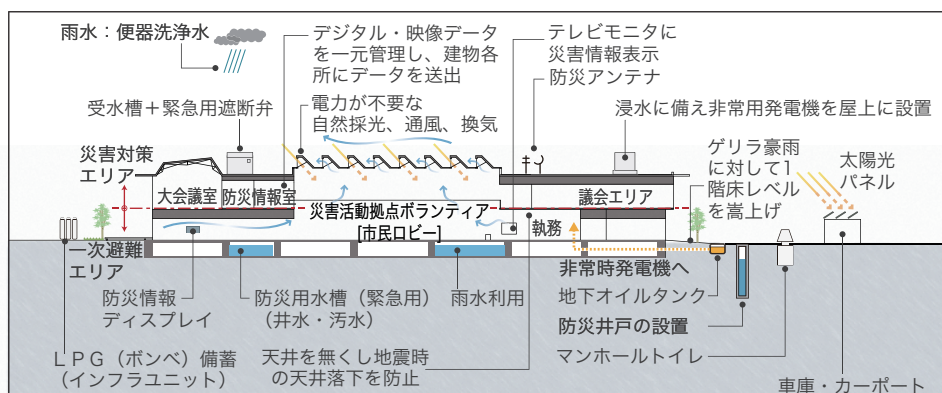 雨水：便器洗浄水
デジタル・映像データ
を一元管理し、建物各
所にデータを送出
テレビモニタに
災害情報表示
防災アンテナ
受水槽＋緊急用遮断弁
電力が不要な
自然採光、通風、換気
浸水に備え非常用発電機を屋上に設置
災害対策
エリア
ゲリラ豪雨
に対して1
階床レベル
を嵩上げ
太陽光
パネル
大会議室
防災情報室
議会エリア
災害活動拠点ボランティア
[市民ロビー]
執務
一次避難
エリア
防災情報
ディスプレイ
防災用水槽（緊急用）
（井水・汚水）
雨水利用
非常時発電機へ
地下オイルタンク
防災井戸の設置
マンホールトイレ
ＬＰＧ（ボンベ）備蓄
（インフラユニット）
天井を無くし地震時
の天井落下を防止
車庫・カーポート